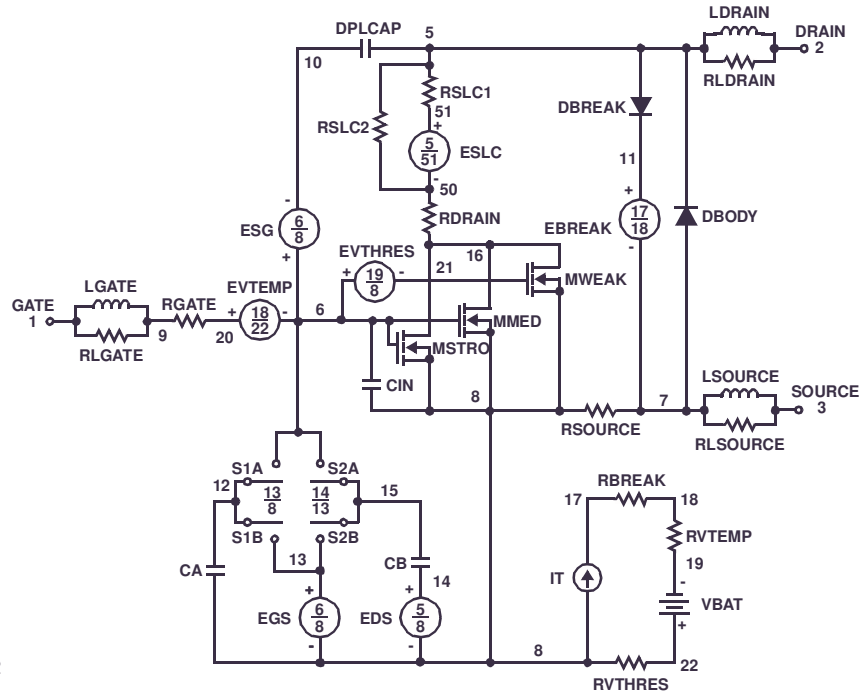 LDRAIN
DPLCAP 5 DRAIN
10 2
RSLC1 RLDRAIN
51
+
RSLC2 5/51 ESLC DBREAK
-
50
11
-
ESG 6/8 RDRAIN
+
+
EBREAK 17/18 DBODY
-
EVTHRES 16
+ 19/8 - 21 MWEAK
LGATE EVTEMP
GATE RGATE + 18/22 - 6
1 9 20 MMED
RLGATE MSTRO
CIN 8 7 LSOURCE SOURCE
3
RSOURCE RLSOURCE
S1A S2A
12 13/8 14/13 15
S1B S2B
13
RBREAK
17 18
RVTEMP
CA CB 19
+ + 14 IT -
VBAT
EGS 6/8 EDS 5/8 +
- -
8 22
RVTHRES